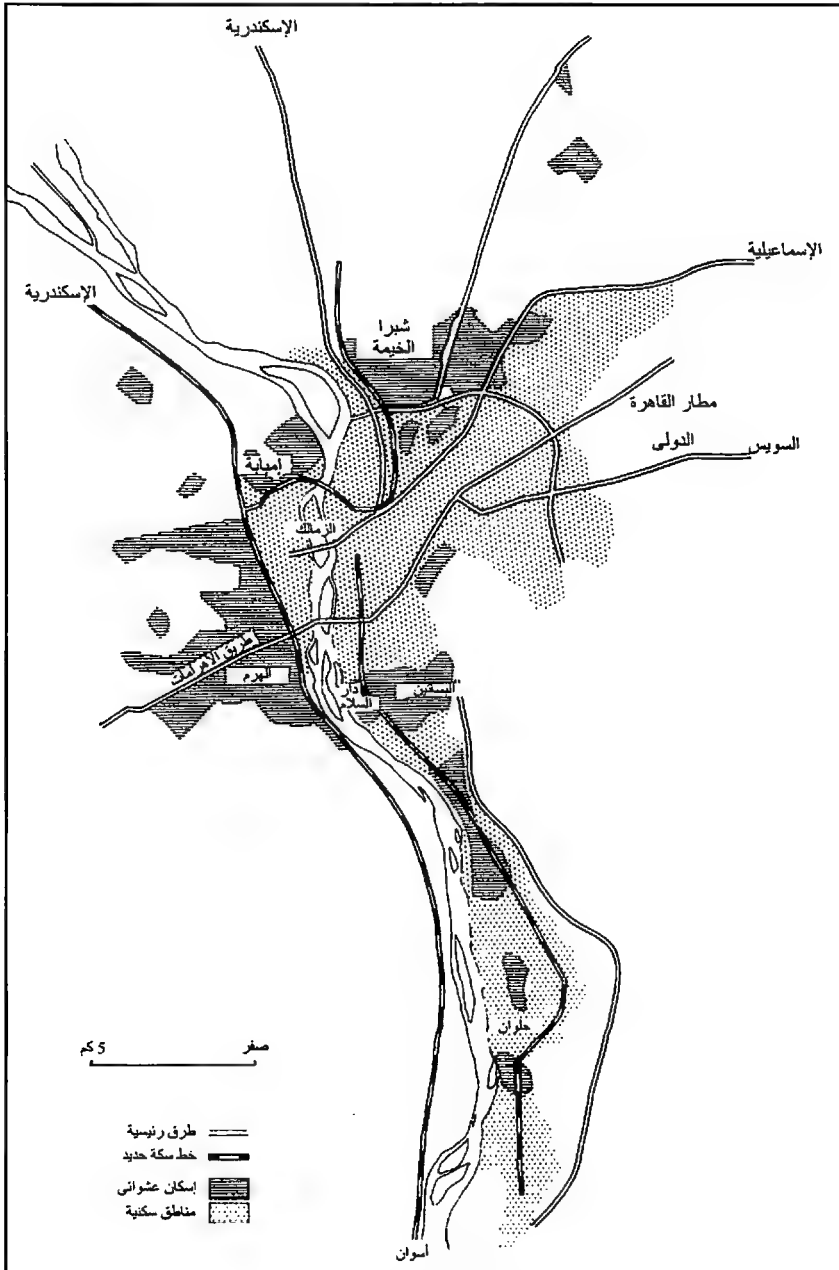 الإسكندرية
الإسماعيلية
الإسكندرية
شبرا
الخيمة
مطار القاهرة
الدولى
السويس
إمبابة
الزمالك
طريق الأهرامات
الهرم
دار
السلام
البساتين
حلوان
صفر
5 كم
طرق رئيسية
خط سكة حديد
إسكان عشوائى
مناطق سكنية
أسوان